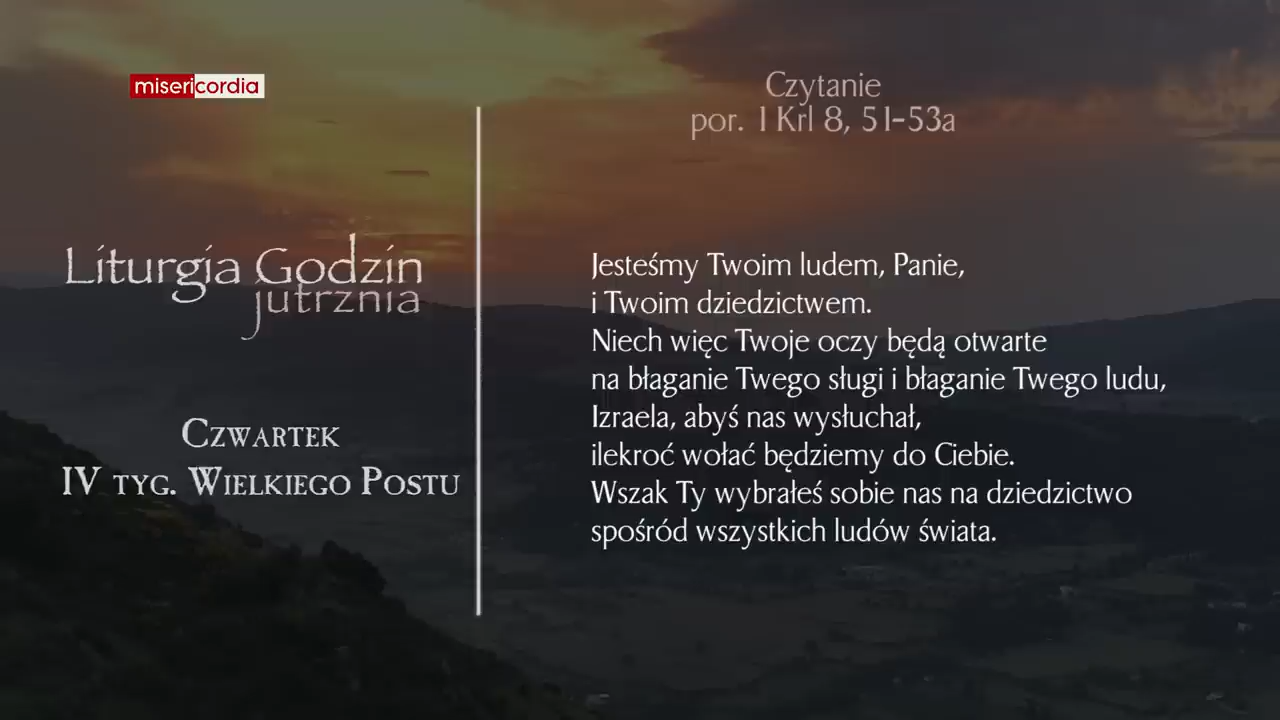 misericordia
Liturgia Godzin
jutrznia
Czwartek
IV tyg. Wielkiego Postu
Czytanie
por. 1 Krl 8, 51-53a
Jesteśmy Twoim ludem, Panie,
i Twoim dziedzictwem.
Niech więc Twoje oczy będą otwarte
na błaganie Twego sługi i błaganie Twego ludu,
Izraela, abyś nas wysłuchał,
ilekroć wołać będziemy do Ciebie.
Wszak Ty wybrałeś sobie nas na dziedzictwo
spośród wszystkich ludów świata.